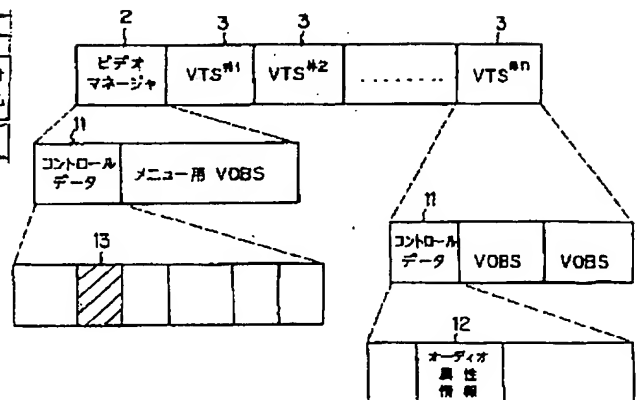 2
3
3
3
ビデオ
マネージャ
VTS#1
VTS#2
........
VTS#n
11
コントロール
データ
メニュー用 VOBS
13
11
コントロール
データ
VOBS
VOBS
12
オーディオ
属性
情報